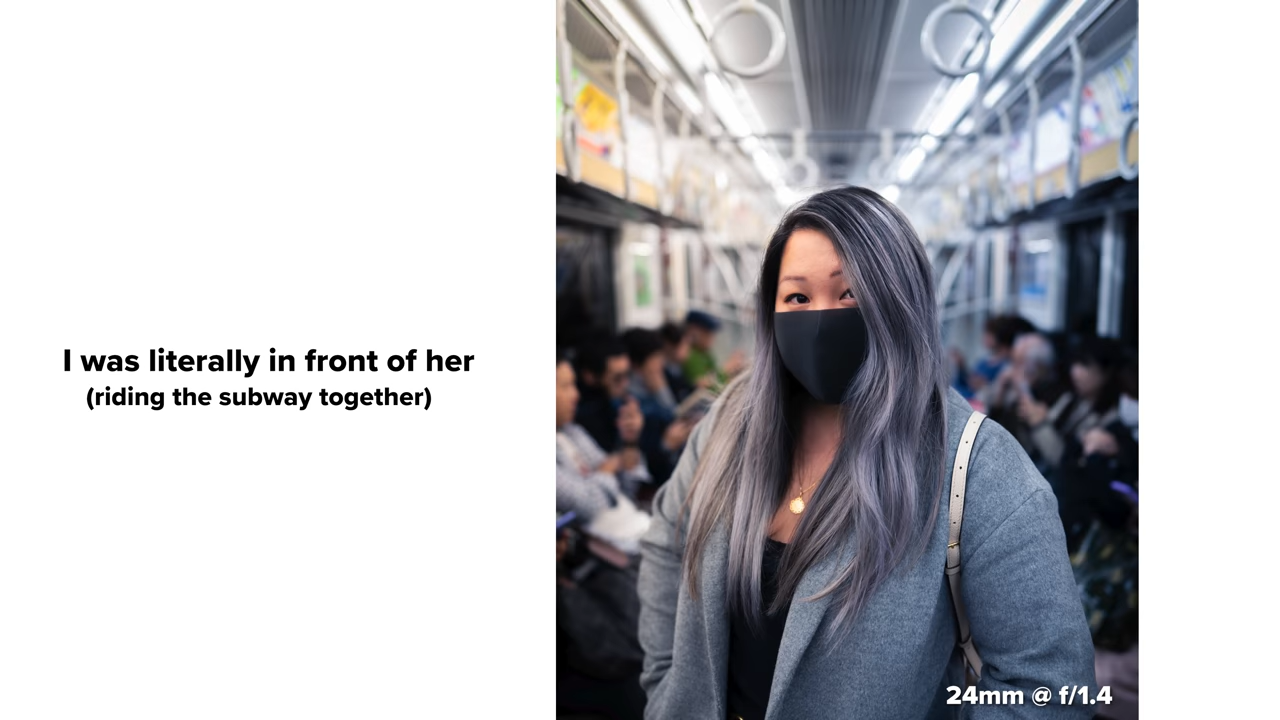 I was literally in front of her
(riding the subway together)
24mm @ f/1.4